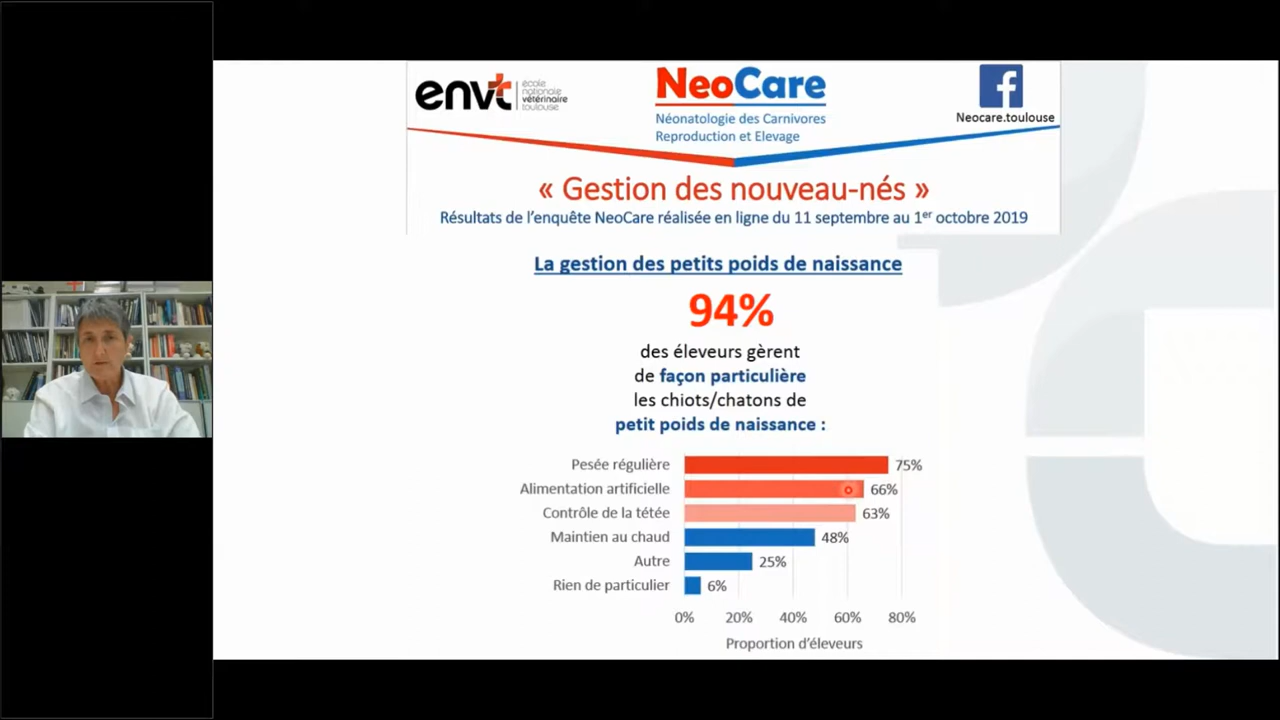 envt
école
nationale
vétérinaire
toulouse
NeoCare
Néonatologie des Carnivores
Reproduction et Elevage
Neocare.toulouse
« Gestion des nouveau-nés »
Résultats de l'enquête NeoCare réalisée en ligne du 11 septembre au 1er octobre 2019
La gestion des petits poids de naissance
94%
des éleveurs gèrent
de façon particulière
les chiots/chatons de
petit poids de naissance :
Pesée régulière 75%
Alimentation artificielle 66%
Contrôle de la tétée 63%
Maintien au chaud 48%
Autre 25%
Rien de particulier 6%
0% 20% 40% 60% 80%
Proportion d'éleveurs